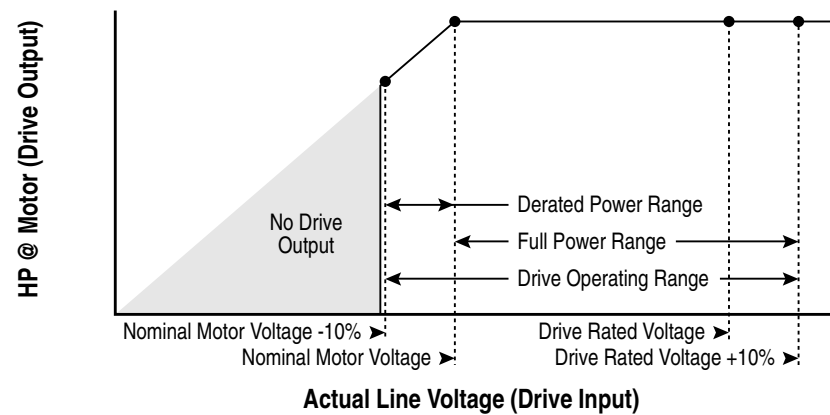 HP @ Motor (Drive Output)
No Drive
Output
Derated Power Range
Full Power Range
Drive Operating Range
Nominal Motor Voltage -10%
Drive Rated Voltage
Nominal Motor Voltage
Drive Rated Voltage +10%
Actual Line Voltage (Drive Input)